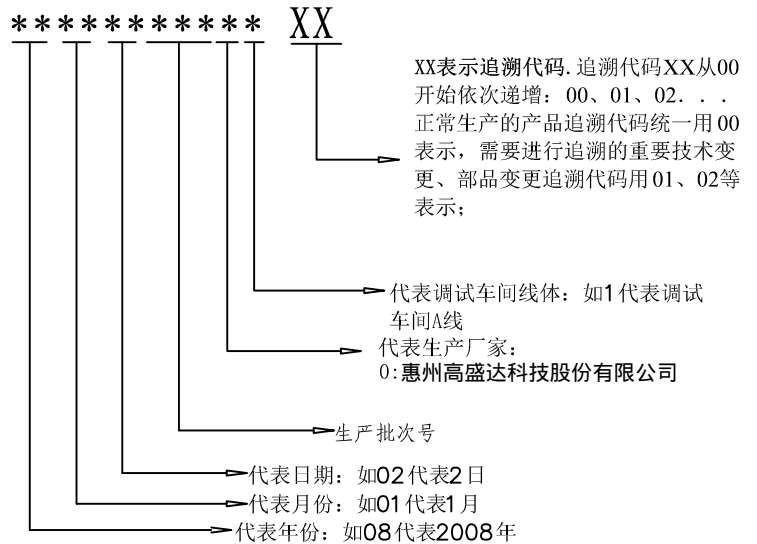 *********** XX
XX表示追溯代码.追溯代码XX从00
开始依次递增：00、01、02...
正常生产的产品追溯代码统一用00
表示，需要进行追溯的重要技术变
更、部品变更追溯代码用01、02等
表示；
代表调试车间线体：如1代表调试
车间A线
代表生产厂家：
0:惠州高盛达科技股份有限公司
生产批次号
代表日期：如02代表2日
代表月份：如01代表1月
代表年份：如08代表2008年